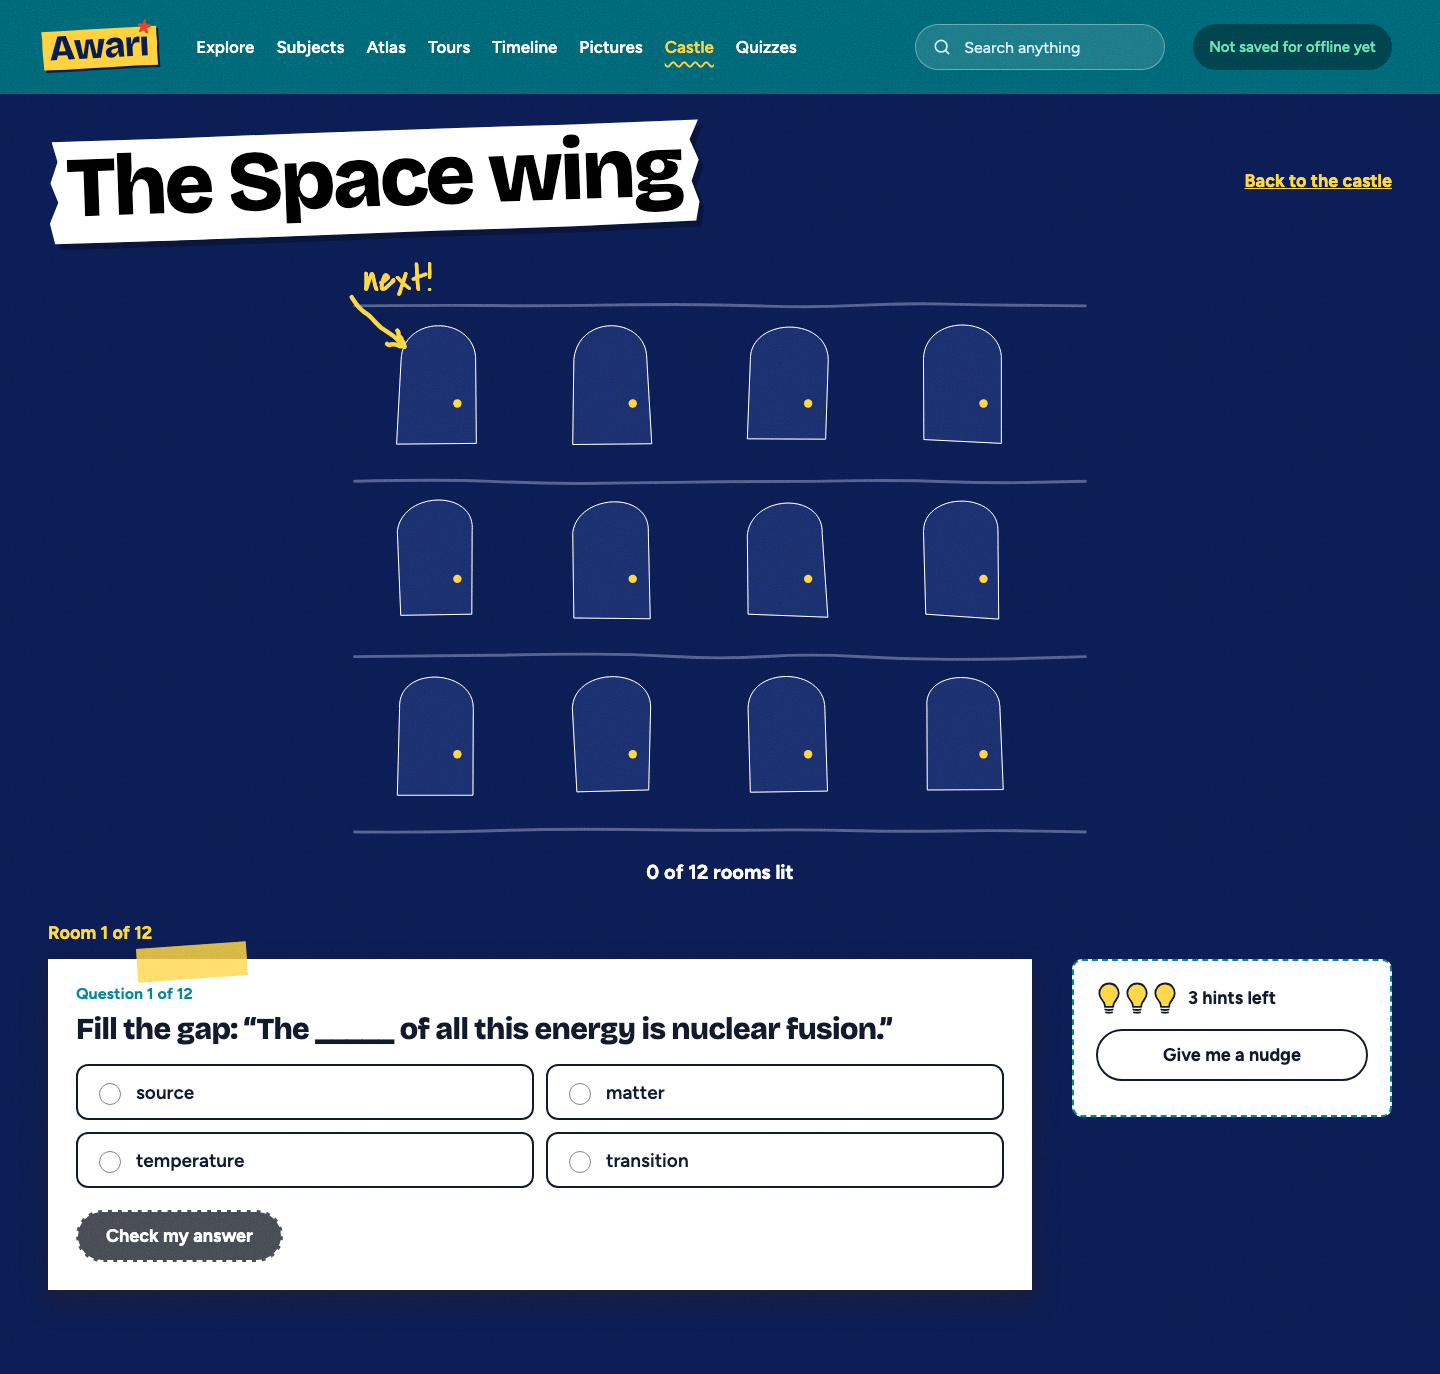 Awari
Explore Subjects Atlas Tours Timeline Pictures Castle Quizzes
Search anything
Not saved for offline yet
The Space wing
Back to the castle
next!
0 of 12 rooms lit
Room 1 of 12
Question 1 of 12
Fill the gap: “The _____ of all this energy is nuclear fusion.”
source
matter
temperature
transition
Check my answer
3 hints left
Give me a nudge